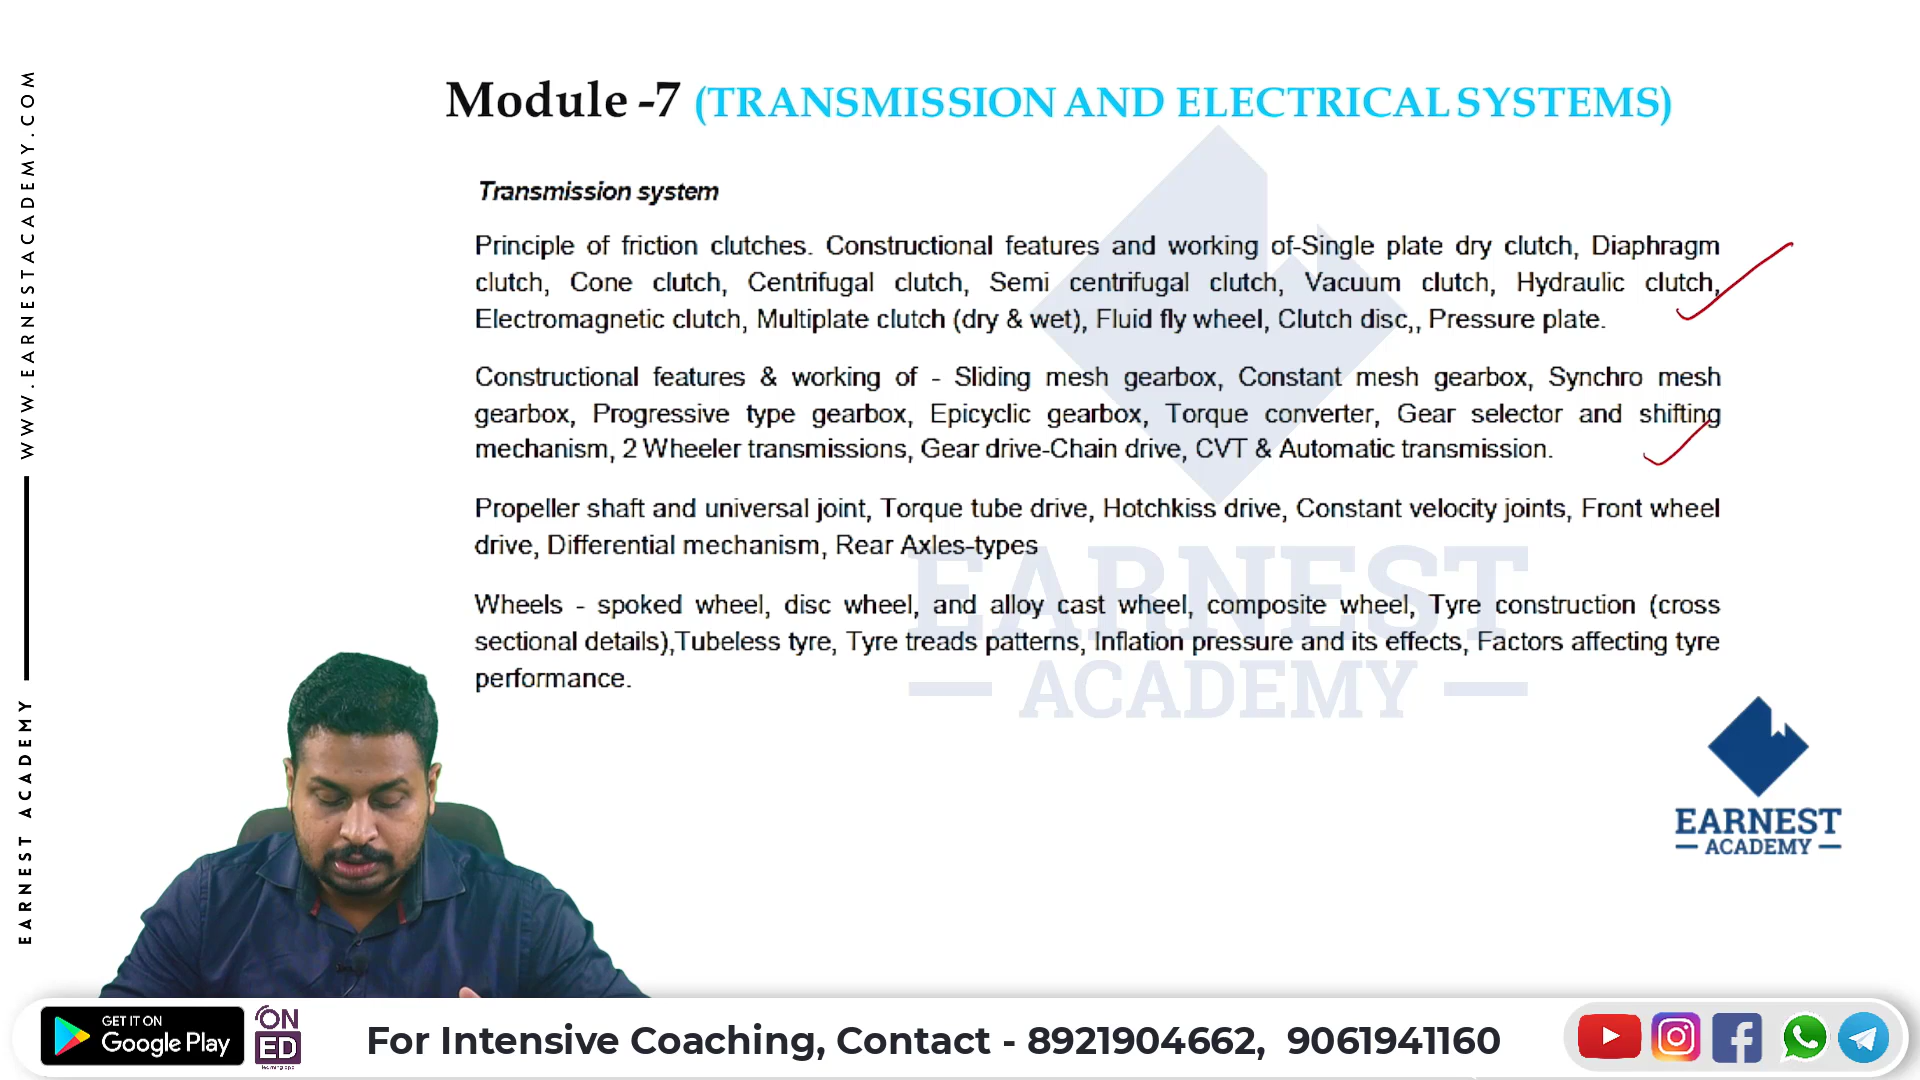 Module -7 (TRANSMISSION AND ELECTRICAL SYSTEMS)
Transmission system
Principle of friction clutches. Constructional features and working of-Single plate dry clutch, Diaphragm
clutch, Cone clutch, Centrifugal clutch, Semi centrifugal clutch, Vacuum clutch, Hydraulic clutch,
Electromagnetic clutch, Multiplate clutch (dry & wet), Fluid fly wheel, Clutch disc,, Pressure plate.
Constructional features & working of - Sliding mesh gearbox, Constant mesh gearbox, Synchro mesh
gearbox, Progressive type gearbox, Epicyclic gearbox, Torque converter, Gear selector and shifting
mechanism, 2 Wheeler transmissions, Gear drive-Chain drive, CVT & Automatic transmission.
Propeller shaft and universal joint, Torque tube drive, Hotchkiss drive, Constant velocity joints, Front wheel
drive, Differential mechanism, Rear Axles-types
Wheels - spoked wheel, disc wheel, and alloy cast wheel, composite wheel, Tyre construction (cross
sectional details),Tubeless tyre, Tyre treads patterns, Inflation pressure and its effects, Factors affecting tyre
performance.
EARNEST
ACADEMY
EARNEST
ACADEMY
WWW.EARNESTACADEMY.COM
EARNEST ACADEMY
GET IT ON
Google Play
ON
ED
learning app
For Intensive Coaching, Contact - 8921904662, 9061941160